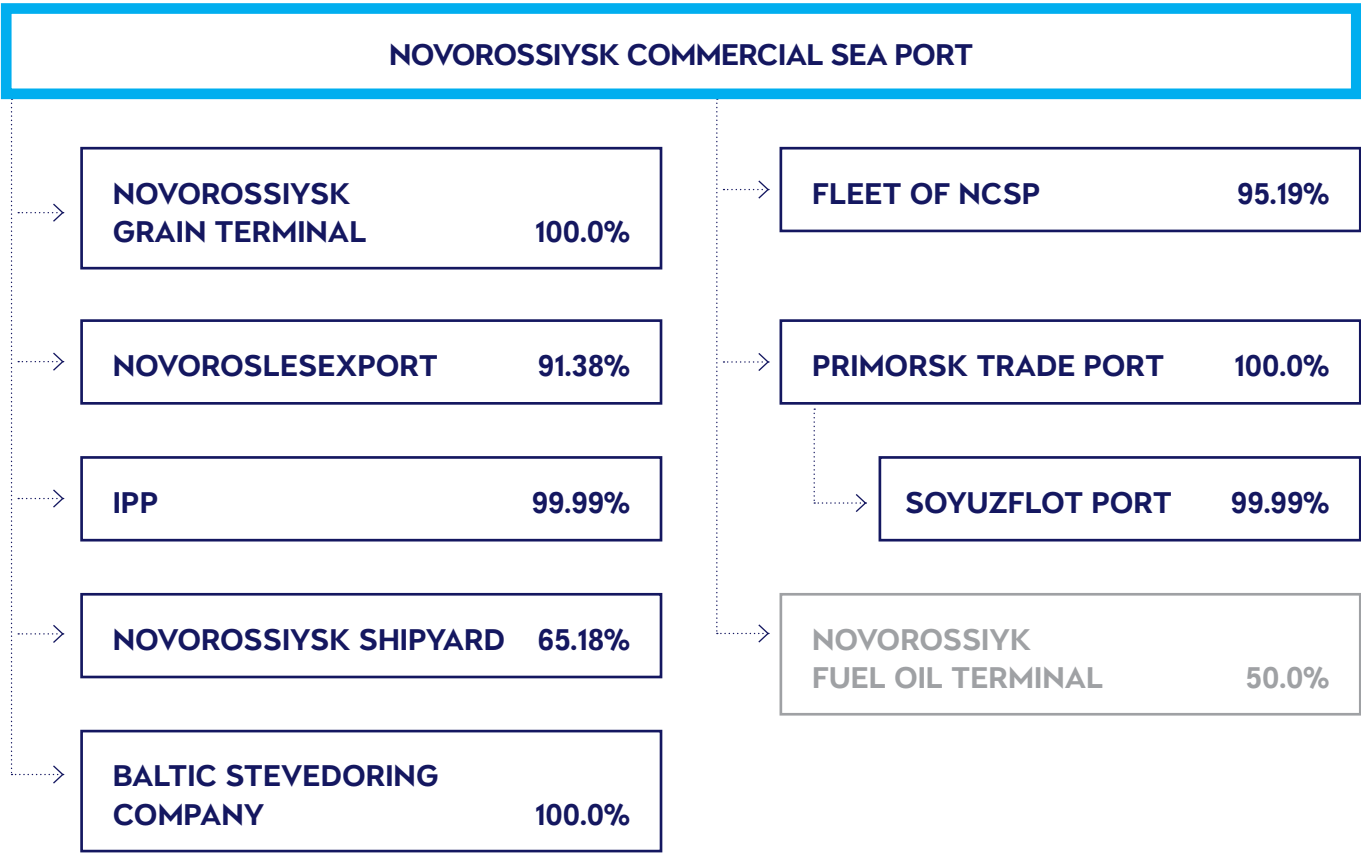 NOVOROSSIYSK COMMERCIAL SEA PORT
NOVOROSSIYSK
GRAIN TERMINAL 100.0%
NOVOROSLESEXPORT 91.38%
IPP 99.99%
NOVOROSSIYSK SHIPYARD 65.18%
BALTIC STEVEDORING
COMPANY 100.0%
FLEET OF NCSP 95.19%
PRIMORSK TRADE PORT 100.0%
SOYUZFLOT PORT 99.99%
NOVOROSSIYK
FUEL OIL TERMINAL 50.0%